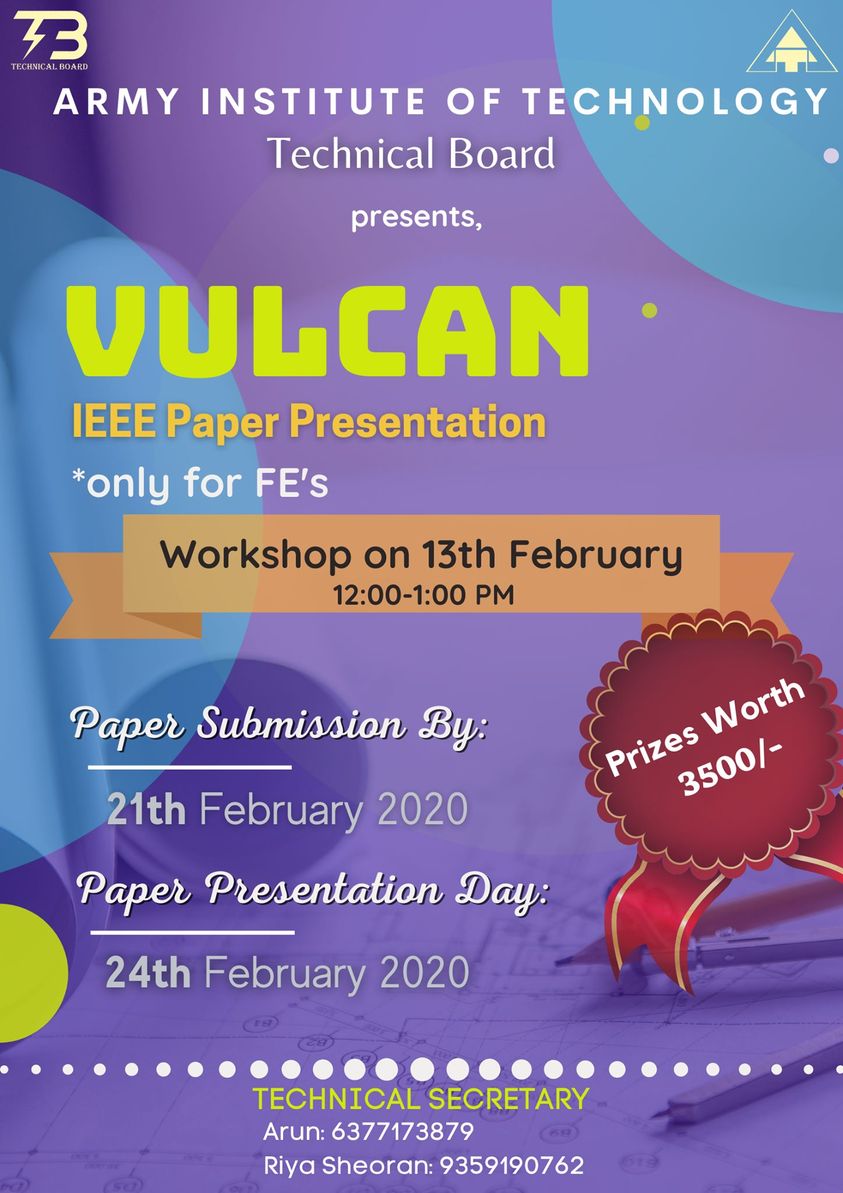 TB
TECHNICAL BOARD
ARMY INSTITUTE OF TECHNOLOGY
Technical Board
presents,
VULCAN
IEEE Paper Presentation
*only for FE's
Workshop on 13th February
12:00-1:00 PM
Prizes Worth
3500/-
Paper Submission By:
21th February 2020
Paper Presentation Day:
24th February 2020
TECHNICAL SECRETARY
Arun: 6377173879
Riya Sheoran: 9359190762